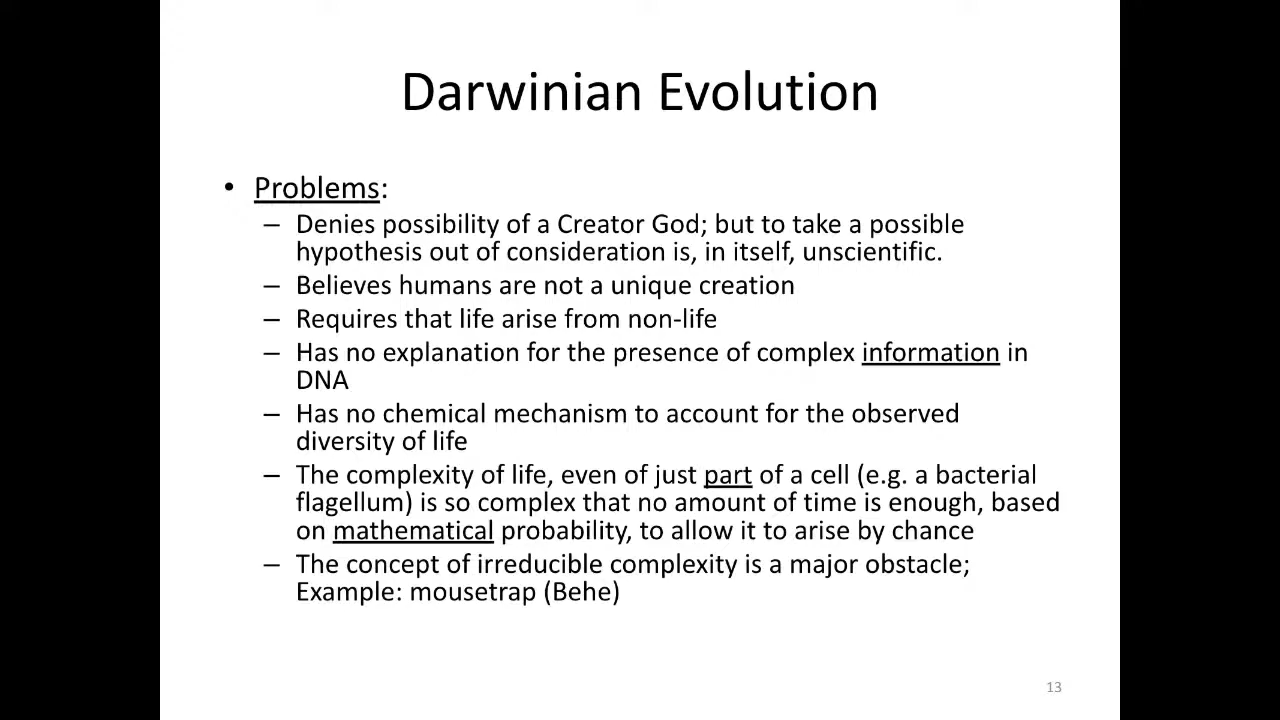 Darwinian Evolution
• Problems:
– Denies possibility of a Creator God; but to take a possible
hypothesis out of consideration is, in itself, unscientific.
– Believes humans are not a unique creation
– Requires that life arise from non-life
– Has no explanation for the presence of complex information in
DNA
– Has no chemical mechanism to account for the observed
diversity of life
– The complexity of life, even of just part of a cell (e.g. a bacterial
flagellum) is so complex that no amount of time is enough, based
on mathematical probability, to allow it to arise by chance
– The concept of irreducible complexity is a major obstacle;
Example: mousetrap (Behe)
13